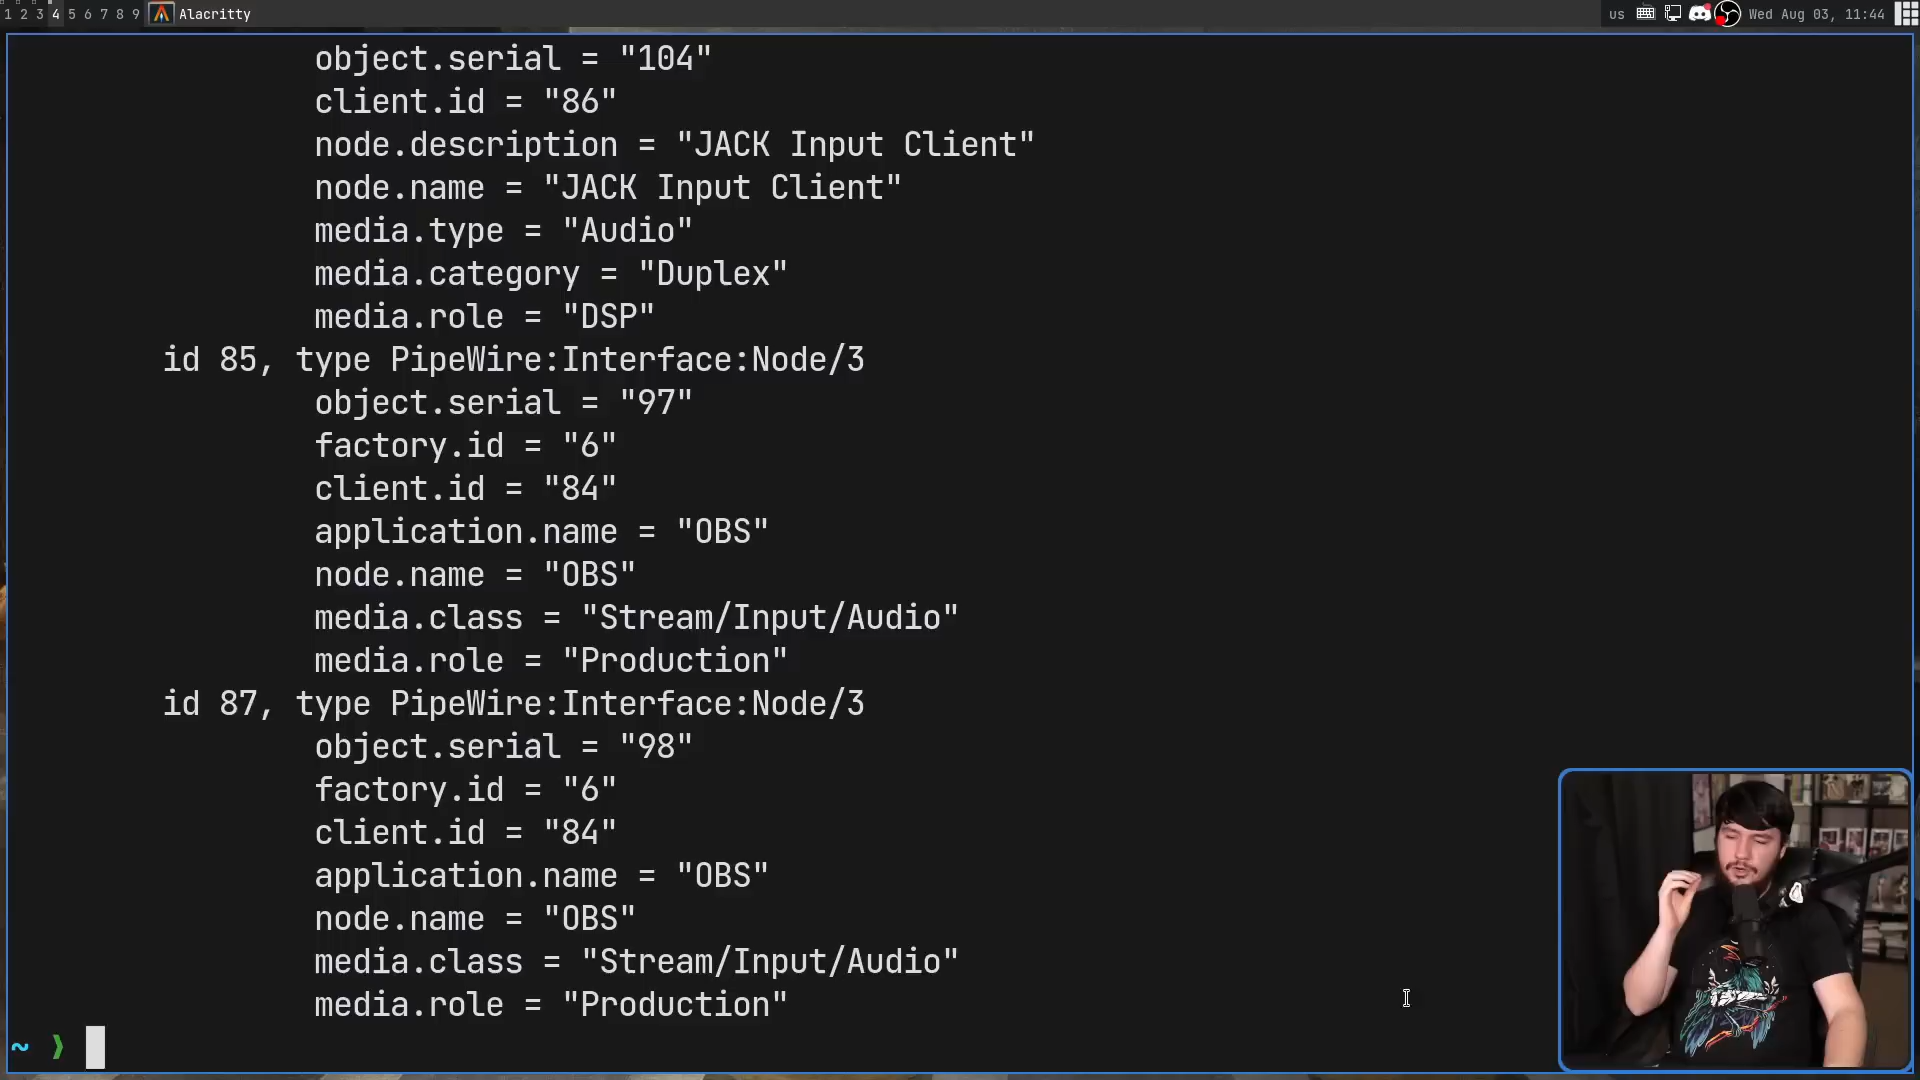 1 2 3 4 5 6 7 8 9 Alacritty us Wed Aug 03, 11:44
object.serial = "104"
client.id = "86"
node.description = "JACK Input Client"
node.name = "JACK Input Client"
media.type = "Audio"
media.category = "Duplex"
media.role = "DSP"
id 85, type PipeWire:Interface:Node/3
object.serial = "97"
factory.id = "6"
client.id = "84"
application.name = "OBS"
node.name = "OBS"
media.class = "Stream/Input/Audio"
media.role = "Production"
id 87, type PipeWire:Interface:Node/3
object.serial = "98"
factory.id = "6"
client.id = "84"
application.name = "OBS"
node.name = "OBS"
media.class = "Stream/Input/Audio"
media.role = "Production"
~ ❯